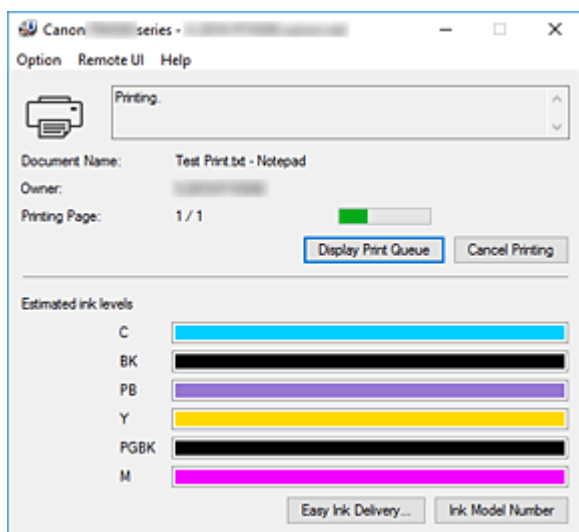 Canon series -
Option Remote UI Help
Printing.
Document Name: Test Print.txt - Notepad
Owner:
Printing Page: 1 / 1
Display Print Queue Cancel Printing
Estimated ink levels
C
BK
PB
Y
PGBK
M
Easy Ink Delivery... Ink Model Number